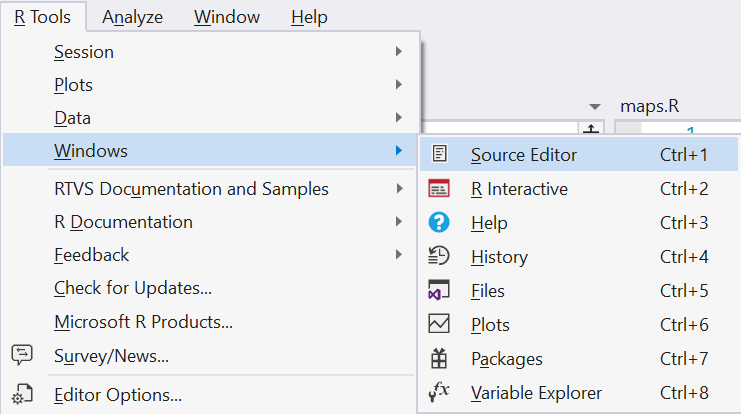 R Tools Analyze Window Help
Session
Plots
Data
Windows
RTVS Documentation and Samples
R Documentation
Feedback
Check for Updates...
Microsoft R Products...
Survey/News...
Editor Options...
maps.R
1
Source Editor Ctrl+1
R Interactive Ctrl+2
Help Ctrl+3
History Ctrl+4
Files Ctrl+5
Plots Ctrl+6
Packages Ctrl+7
Variable Explorer Ctrl+8